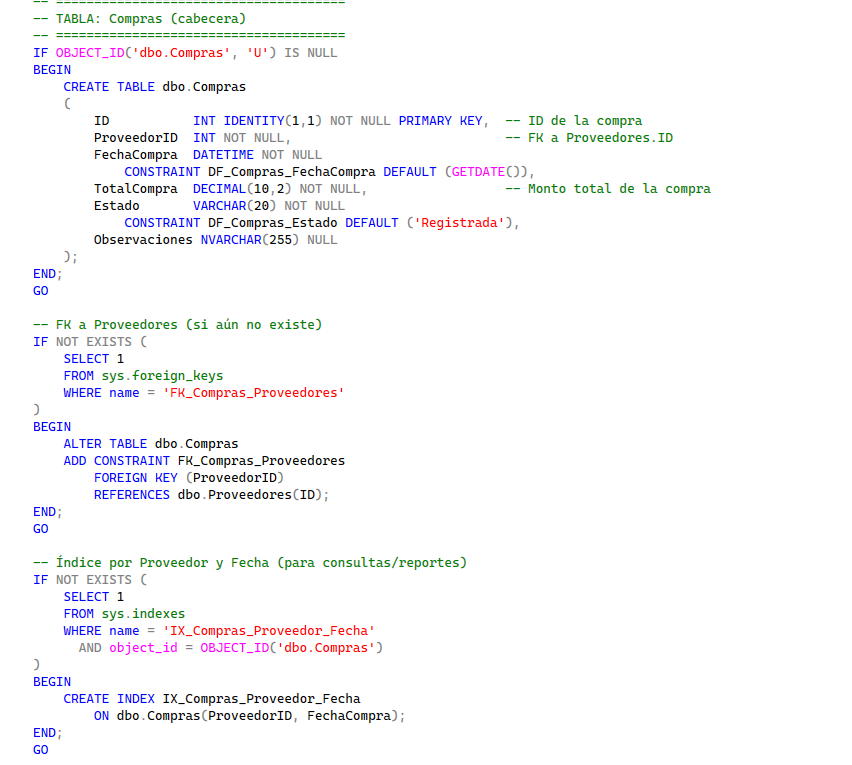 -- ======================================
-- TABLA: Compras (cabecera)
-- ======================================
IF OBJECT_ID('dbo.Compras', 'U') IS NULL
BEGIN
    CREATE TABLE dbo.Compras
    (
        ID           INT IDENTITY(1,1) NOT NULL PRIMARY KEY,  -- ID de la compra
        ProveedorID  INT NOT NULL,                            -- FK a Proveedores.ID
        FechaCompra  DATETIME NOT NULL
            CONSTRAINT DF_Compras_FechaCompra DEFAULT (GETDATE()),
        TotalCompra  DECIMAL(10,2) NOT NULL,                  -- Monto total de la compra
        Estado       VARCHAR(20) NOT NULL
            CONSTRAINT DF_Compras_Estado DEFAULT ('Registrada'),
        Observaciones NVARCHAR(255) NULL
    );
END;
GO

-- FK a Proveedores (si aún no existe)
IF NOT EXISTS (
    SELECT 1
    FROM sys.foreign_keys
    WHERE name = 'FK_Compras_Proveedores'
)
BEGIN
    ALTER TABLE dbo.Compras
    ADD CONSTRAINT FK_Compras_Proveedores
        FOREIGN KEY (ProveedorID)
        REFERENCES dbo.Proveedores(ID);
END;
GO

-- Índice por Proveedor y Fecha (para consultas/reportes)
IF NOT EXISTS (
    SELECT 1
    FROM sys.indexes
    WHERE name = 'IX_Compras_Proveedor_Fecha'
      AND object_id = OBJECT_ID('dbo.Compras')
)
BEGIN
    CREATE INDEX IX_Compras_Proveedor_Fecha
        ON dbo.Compras(ProveedorID, FechaCompra);
END;
GO